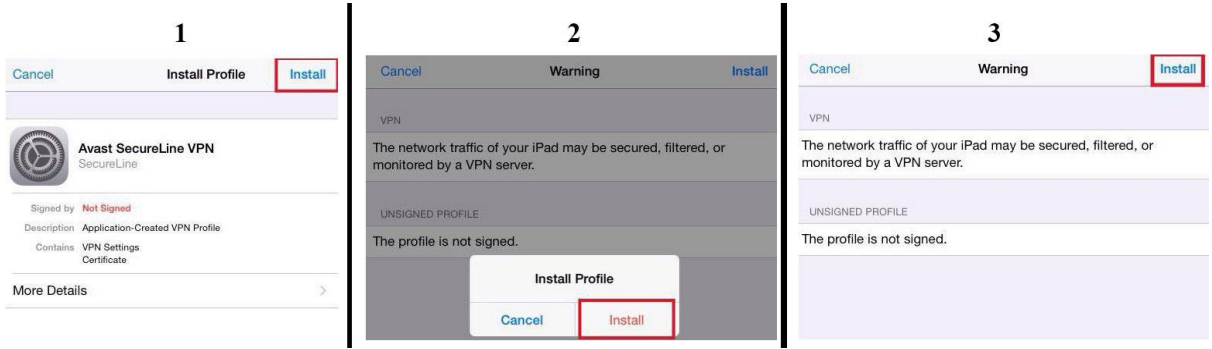 1
Cancel Install Profile Install
Avast SecureLine VPN
SecureLine
Signed by Not Signed
Description Application-Created VPN Profile
Contains VPN Settings
Certificate
More Details
2
Cancel Warning Install
VPN
The network traffic of your iPad may be secured, filtered, or
monitored by a VPN server.
UNSIGNED PROFILE
The profile is not signed.
Install Profile
Cancel Install
3
Cancel Warning Install
VPN
The network traffic of your iPad may be secured, filtered, or
monitored by a VPN server.
UNSIGNED PROFILE
The profile is not signed.